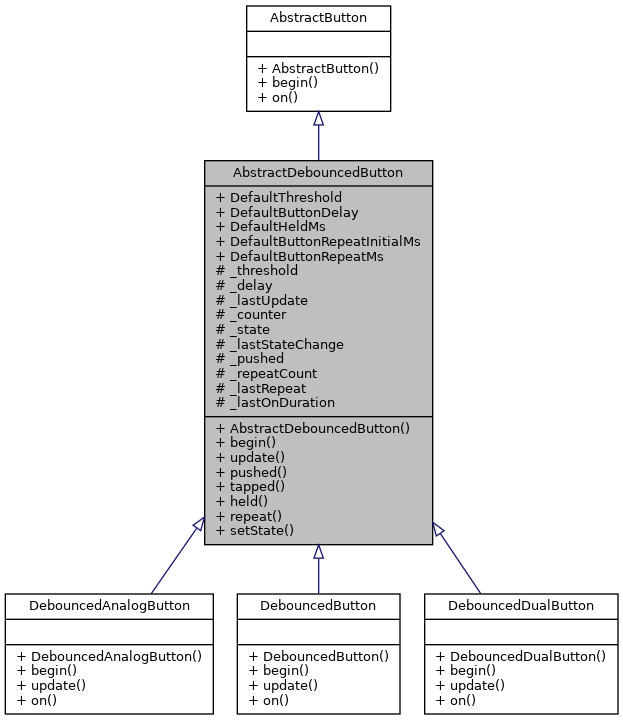 AbstractButton
+ AbstractButton()
+ begin()
+ on()
AbstractDebouncedButton
+ DefaultThreshold
+ DefaultButtonDelay
+ DefaultHeldMs
+ DefaultButtonRepeatInitialMs
+ DefaultButtonRepeatMs
# _threshold
# _delay
# _lastUpdate
# _counter
# _state
# _lastStateChange
# _pushed
# _repeatCount
# _lastRepeat
# _lastOnDuration
+ AbstractDebouncedButton()
+ begin()
+ update()
+ pushed()
+ tapped()
+ held()
+ repeat()
+ setState()
DebouncedAnalogButton
+ DebouncedAnalogButton()
+ begin()
+ update()
+ on()
DebouncedButton
+ DebouncedButton()
+ begin()
+ update()
+ on()
DebouncedDualButton
+ DebouncedDualButton()
+ begin()
+ update()
+ on()